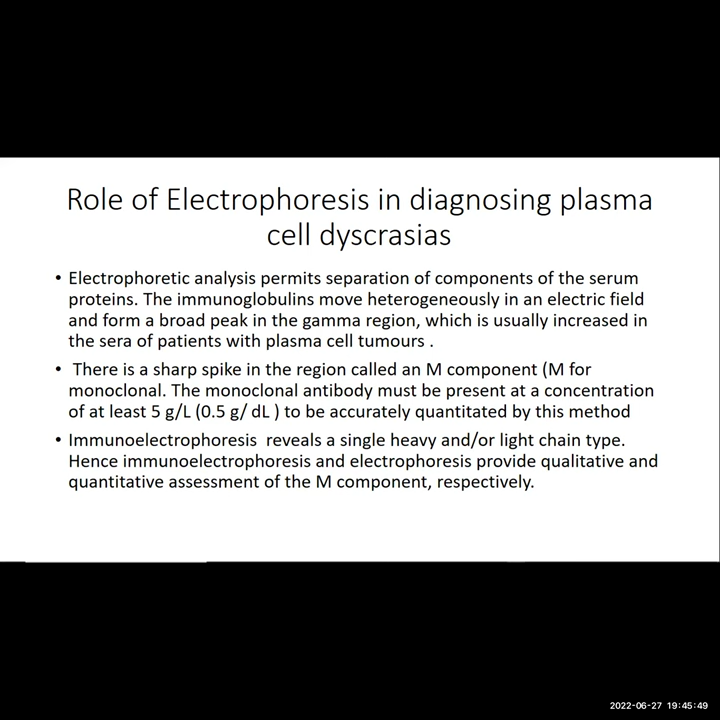 Role of Electrophoresis in diagnosing plasma
cell dyscrasias
• Electrophoretic analysis permits separation of components of the serum
proteins. The immunoglobulins move heterogeneously in an electric field
and form a broad peak in the gamma region, which is usually increased in
the sera of patients with plasma cell tumours .
• There is a sharp spike in the region called an M component (M for
monoclonal. The monoclonal antibody must be present at a concentration
of at least 5 g/L (0.5 g/ dL ) to be accurately quantitated by this method
• Immunoelectrophoresis  reveals a single heavy and/or light chain type.
Hence immunoelectrophoresis and electrophoresis provide qualitative and
quantitative assessment of the M component, respectively.
2022-06-27 19:45:49